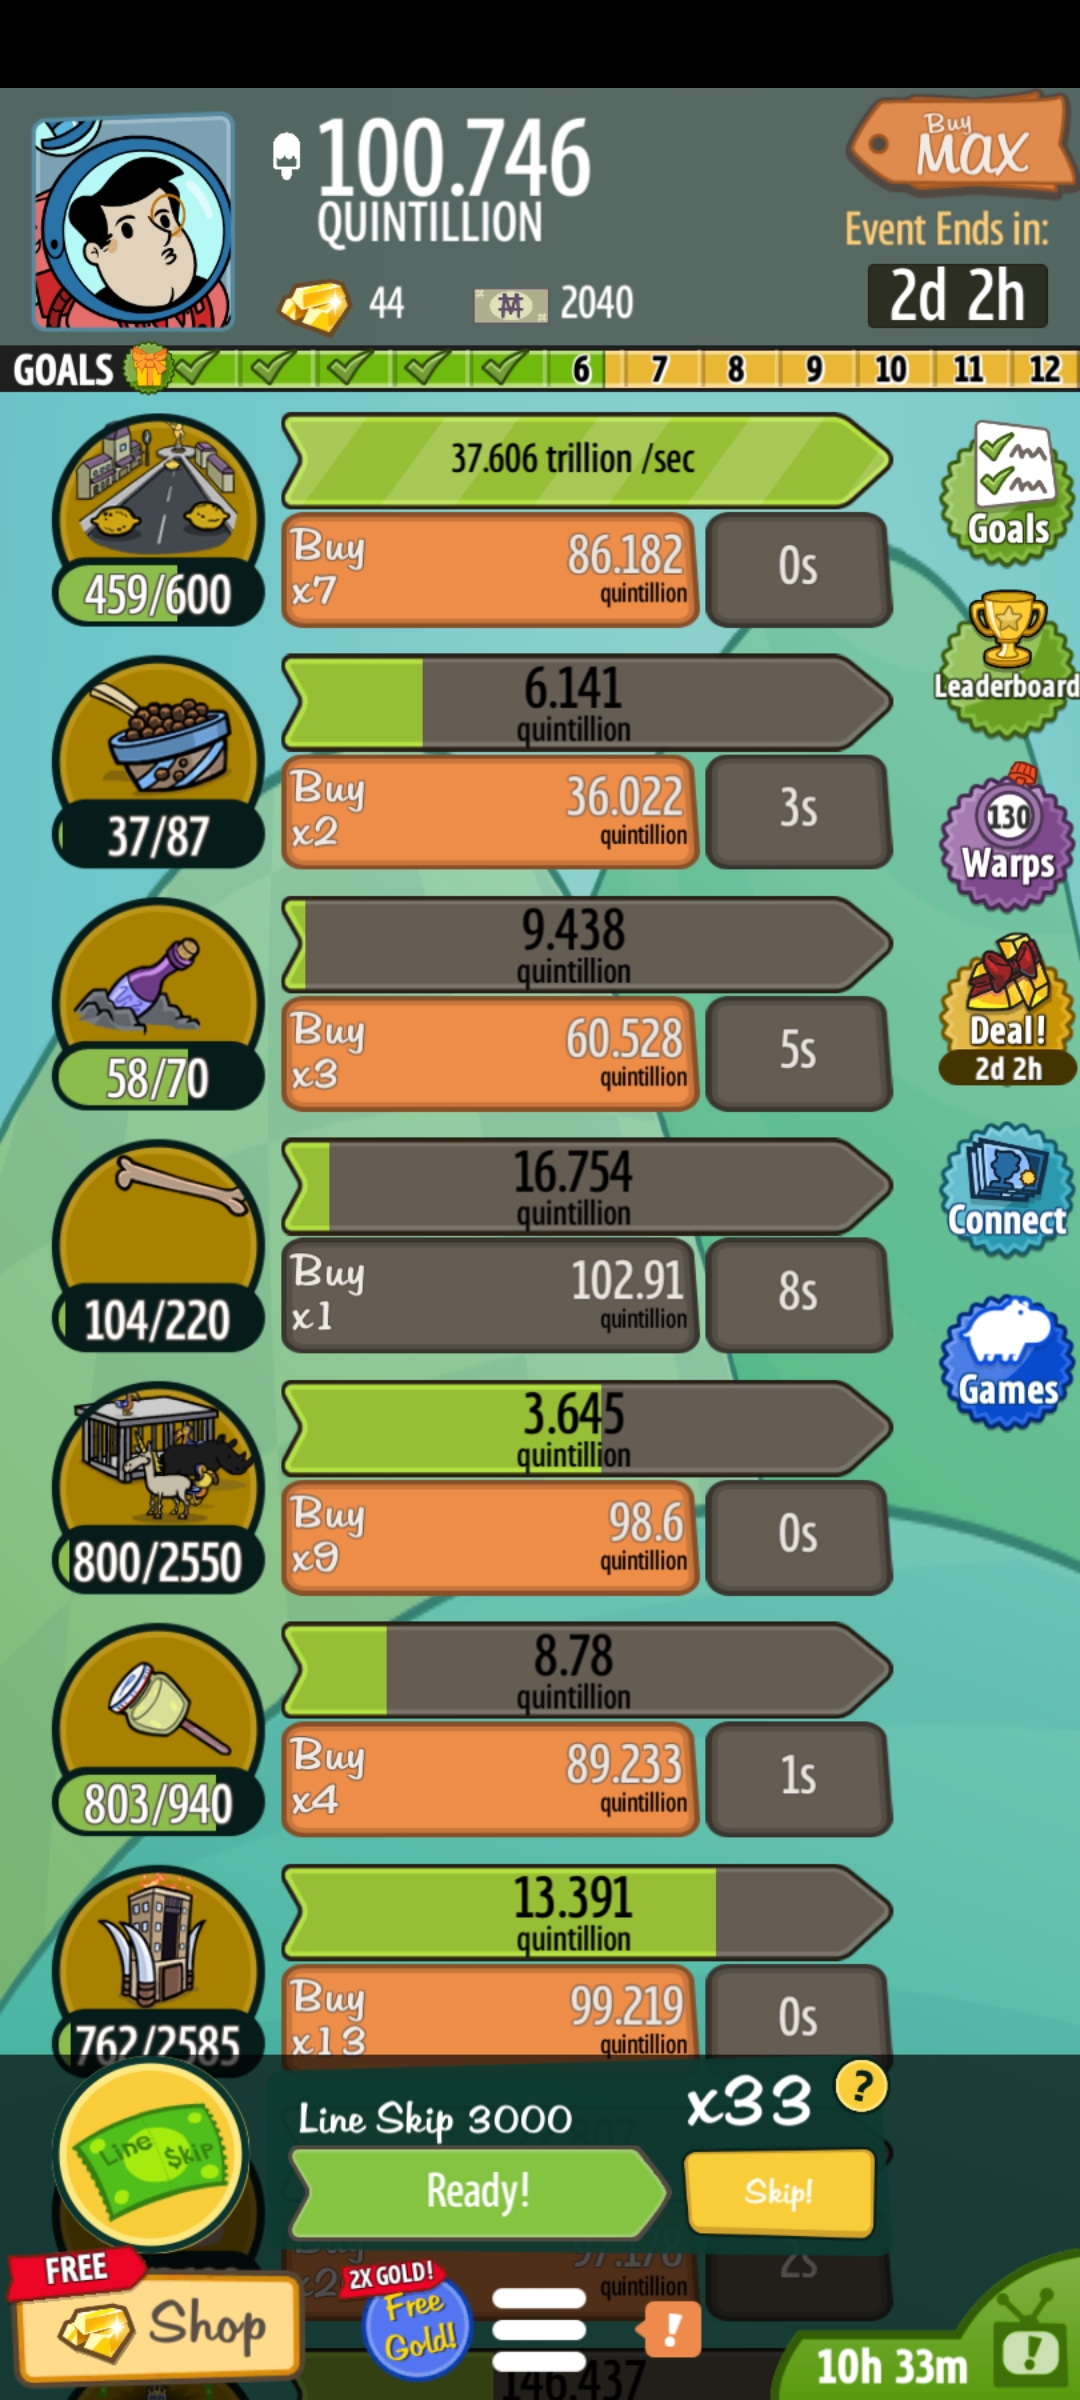 100.746
QUINTILLION
Buy
MAX
Event Ends in:
2d 2h
44
2040
GOALS
6 7 8 9 10 11 12
37.606 trillion /sec
Buy
x7
86.182
quintillion
0s
459/600
Goals
Leaderboard
6.141
quintillion
Buy
x2
36.022
quintillion
3s
37/87
130
Warps
9.438
quintillion
Buy
x3
60.528
quintillion
5s
58/70
Deal!
2d 2h
16.754
quintillion
Buy
x1
102.91
quintillion
8s
104/220
Connect
3.645
quintillion
Buy
x9
98.6
quintillion
0s
800/2550
Games
8.78
quintillion
Buy
x4
89.233
quintillion
1s
803/940
13.391
quintillion
Buy
x13
99.219
quintillion
0s
762/2585
Line $kip
Line Skip 3000
x33
?
Ready!
Skip!
quintillion
2s
FREE
Shop
2X GOLD!
Free
Gold!
!
146.437
10h 33m
!